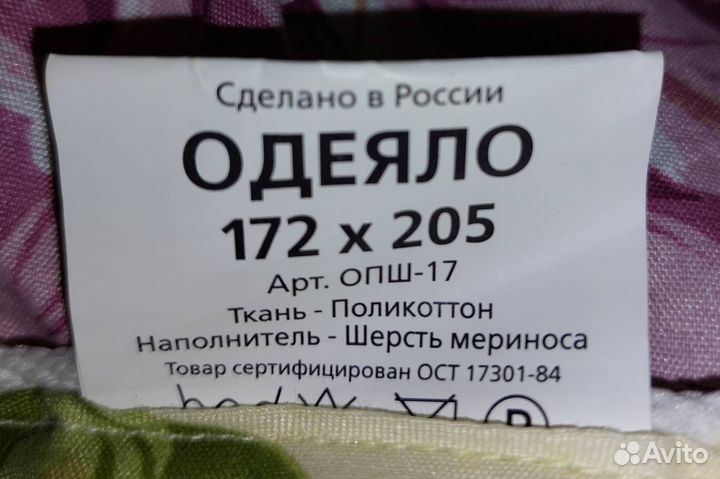 Сделано в России
ОДЕЯЛО
172 x 205
Арт. ОПШ-17
Ткань - Поликоттон
Наполнитель - Шерсть мериноса
Товар сертифицирован ОСТ 17301-84
P
Avito